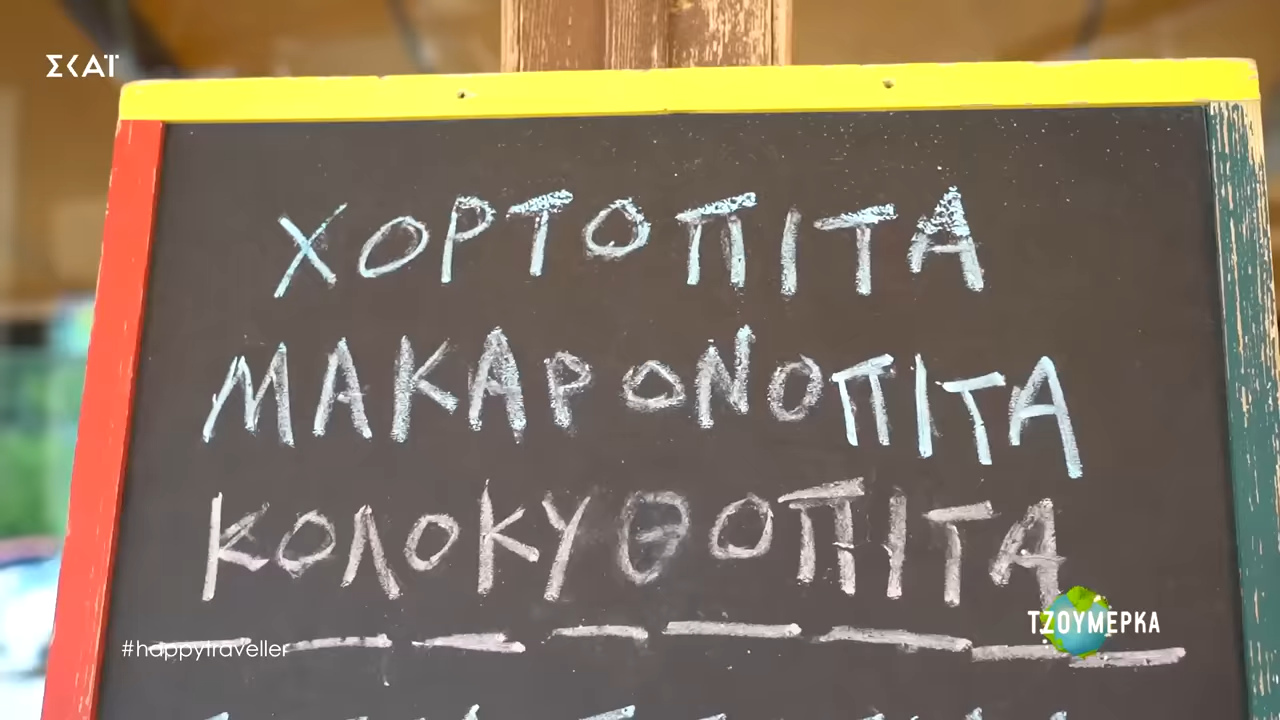 ΣΚΑΪ
ΧΟΡΤΟΠΙΤΑ
ΜΑΚΑΡΟΝΟΠΙΤΑ
ΚΟΛΟΚΥΘΟΠΙΤΑ
#happytraveller
ΤΖΟΥΜΕΡΚΑ